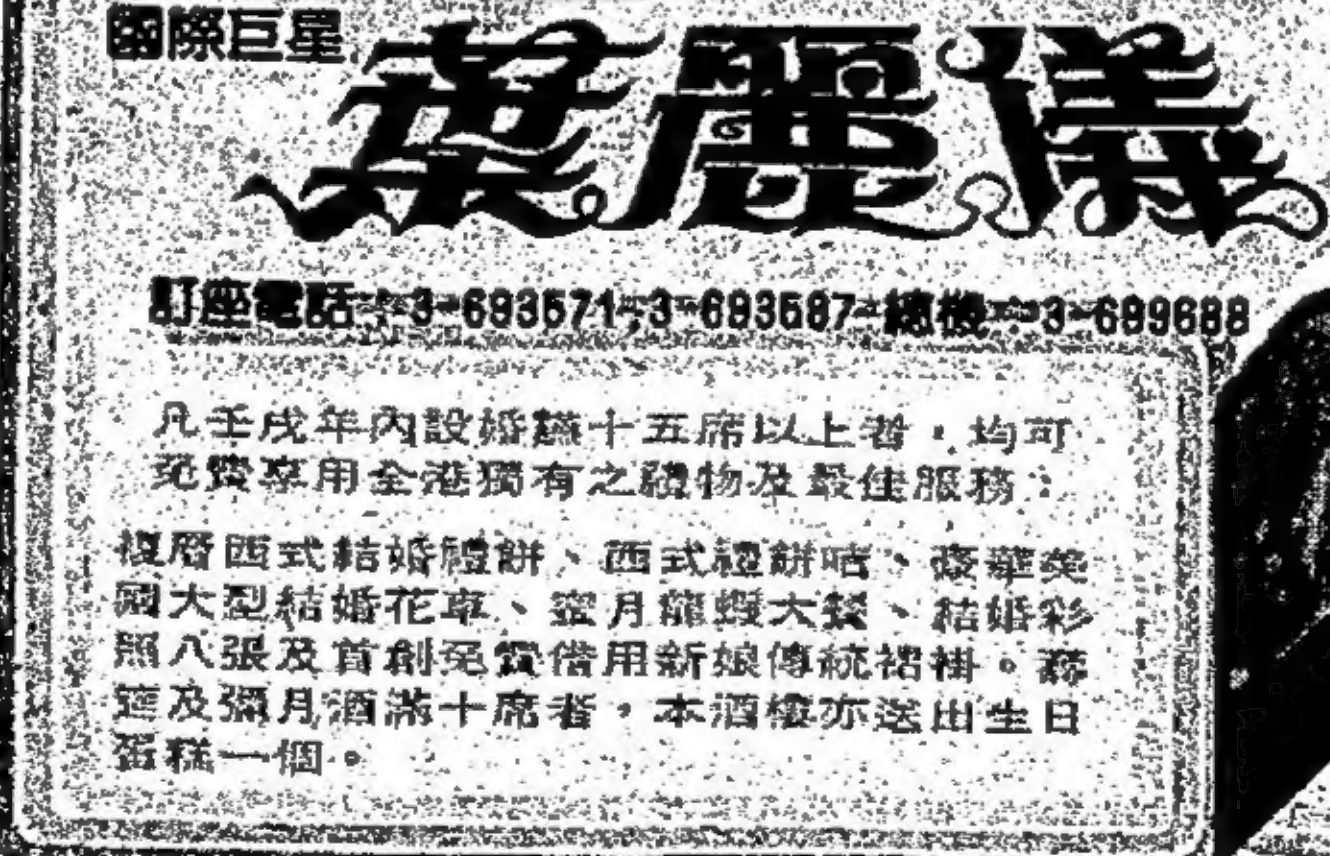 國際巨星
葉麗儀
訂座電話：3-693571；3-693587 總機：3-699688
凡壬戌年內設婚筵十五席以上者，均可
免費享用全港獨有之禮物及最佳服務：
複層西式結婚禮餅、西式禮餅咭、豪華美
國大型結婚花車、蜜月龍蝦大餐、結婚彩
照八張及首創免費借用新娘傳統裙褂。壽
筵及彌月酒滿十席者，本酒樓亦送出生日
蛋糕一個。